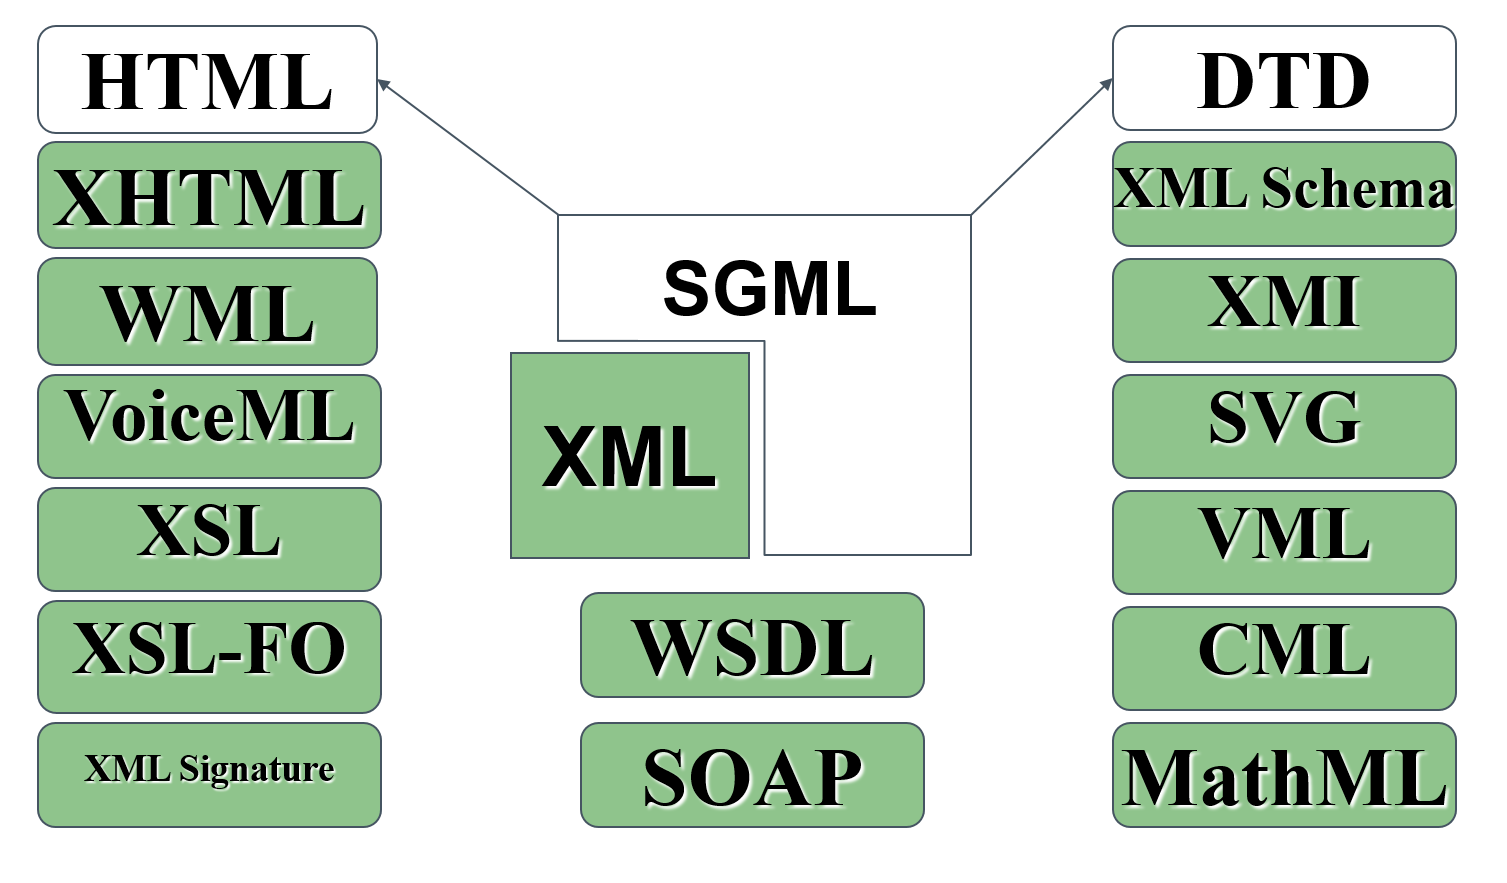 HTML
XHTML
WML
VoiceML
XSL
XSL-FO
XML Signature
SGML
XML
WSDL
SOAP
DTD
XML Schema
XMI
SVG
VML
CML
MathML